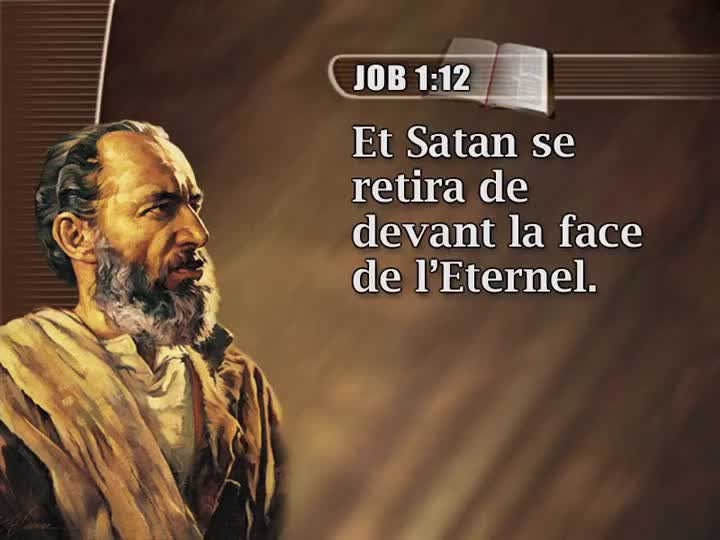 JOB 1:12
Et Satan se
retira de
devant la face
de l’Eternel.